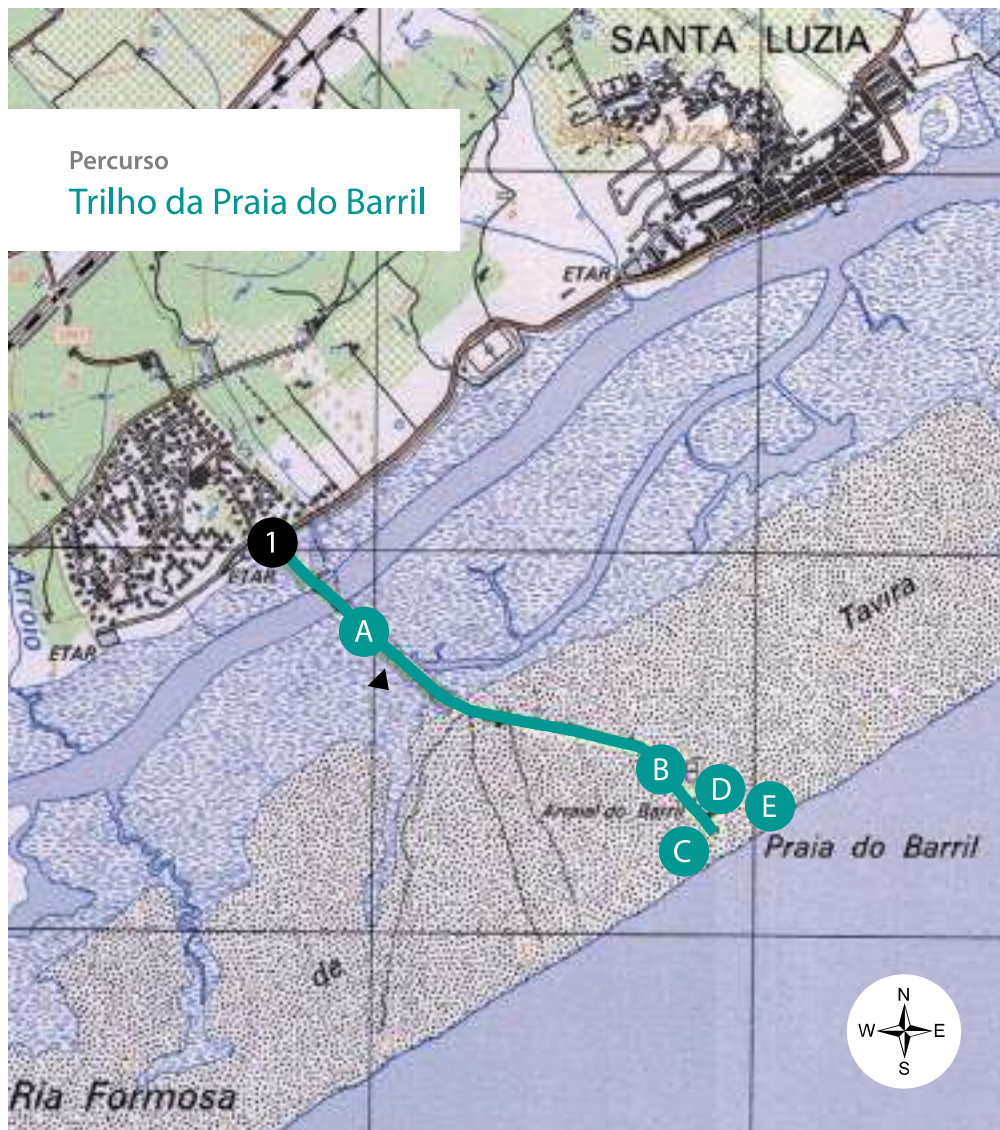 SANTA LUZIA
Percurso
Trilho da Praia do Barril
ETAR
1
ETAR
Arroio
ETAR
A
Tavira
B
D
E
Arraial do Barril
C
Praia do Barril
de
N
W
E
S
Ria Formosa